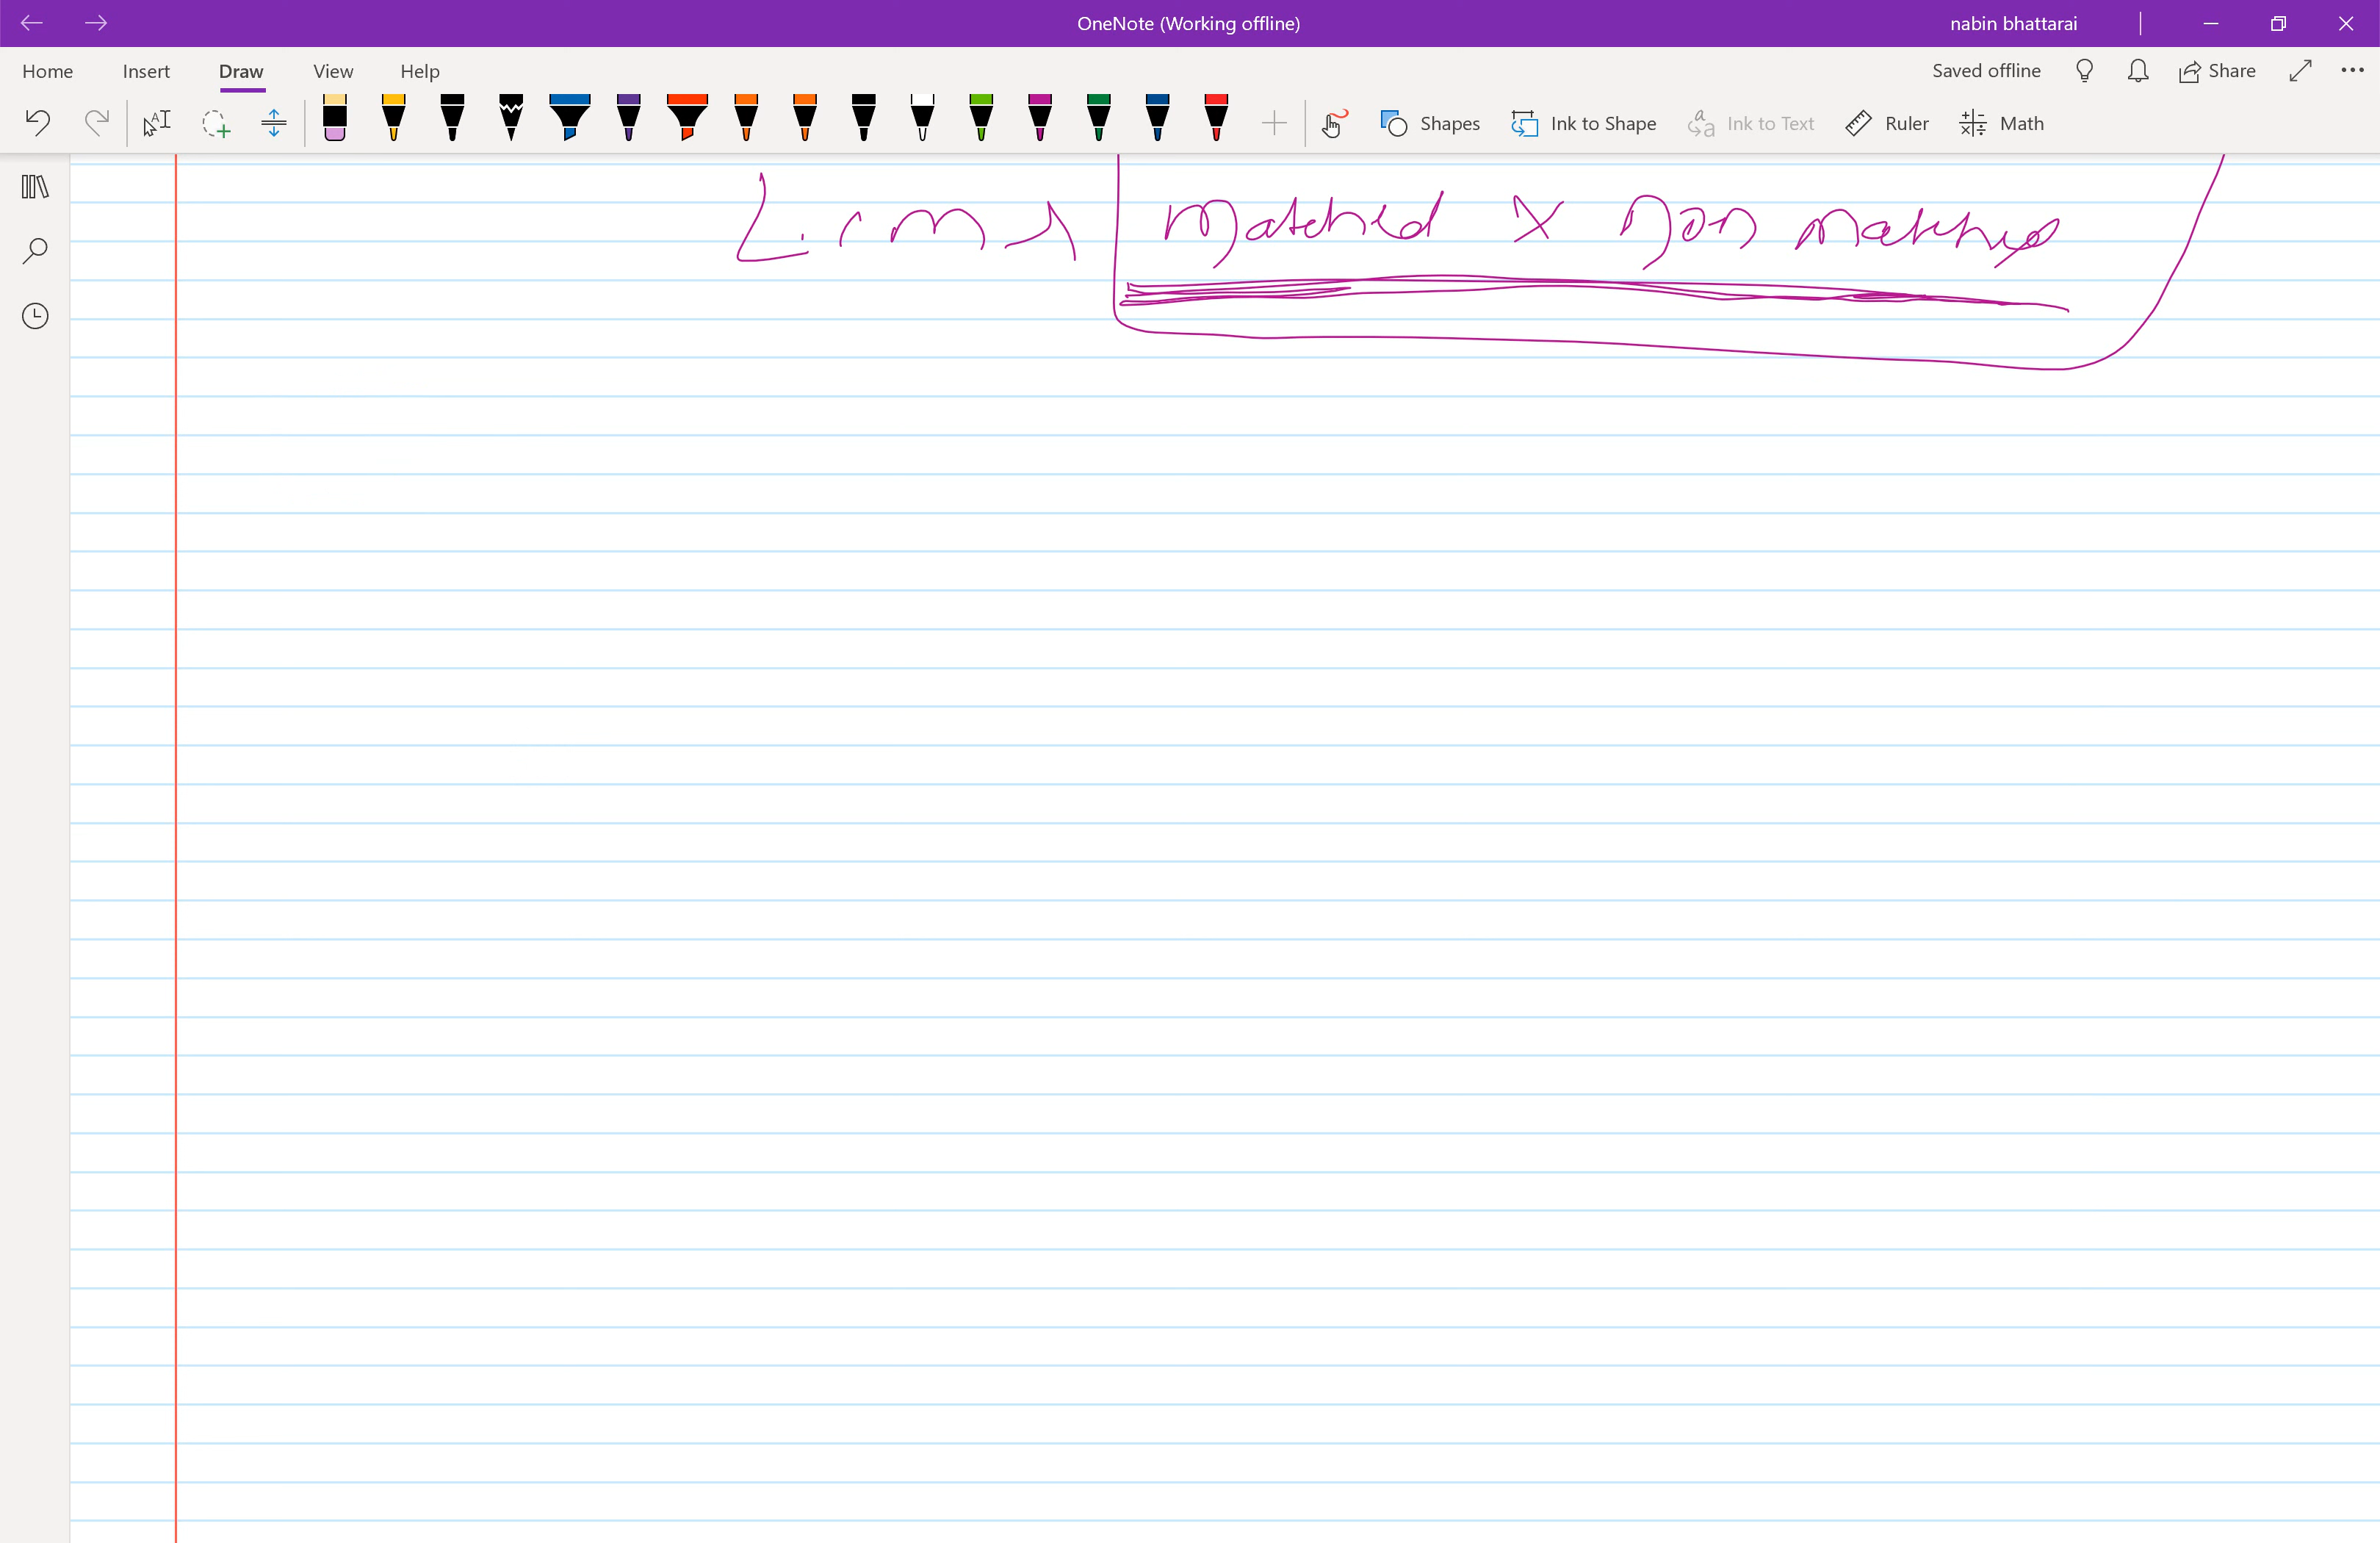 OneNote (Working offline)
nabin bhattarai
Home Insert Draw View Help
Saved offline Share
Shapes Ink to Shape Ink to Text Ruler Math
L.C.M Matched x non matched